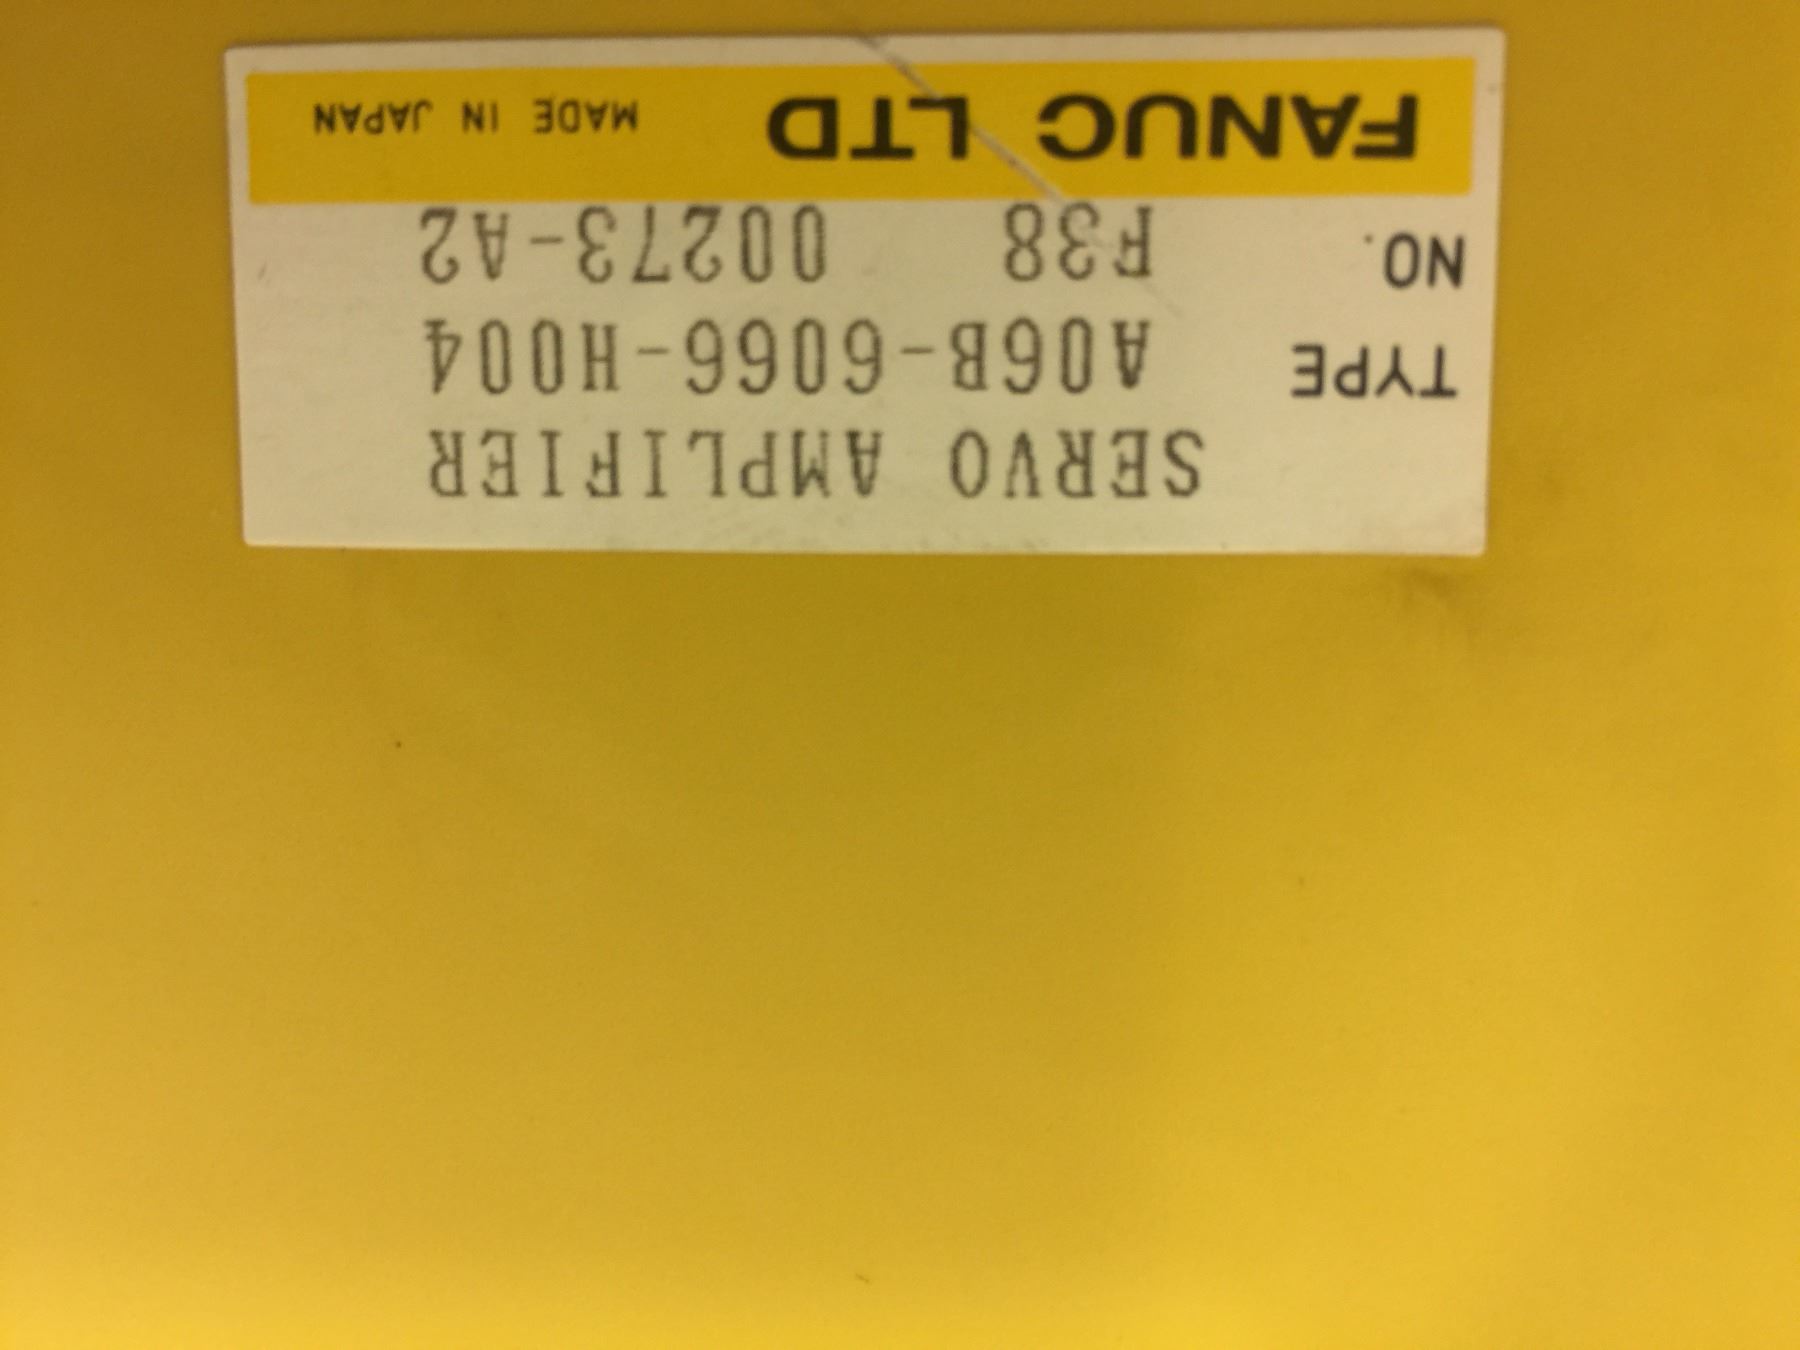 SERVO AMPLIFIER
TYPE A06B-6066-H004
NO. F38 00273-A2
FANUC LTD MADE IN JAPAN